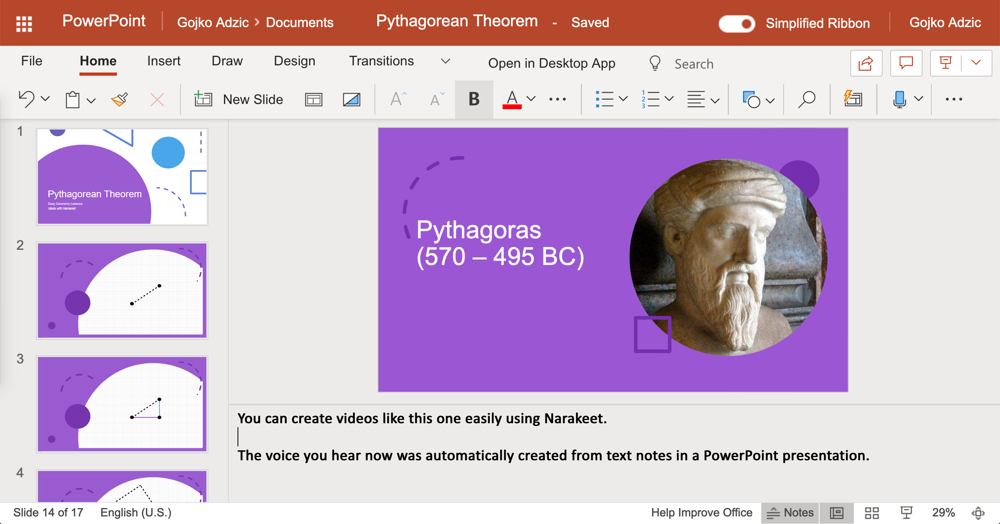 PowerPoint
Gojko Adzic > Documents
Pythagorean Theorem - Saved
Simplified Ribbon
Gojko Adzic
File Home Insert Draw Design Transitions Open in Desktop App Search
New Slide
1
Pythagorean Theorem
Easy Geometry Lessons
Made with Narakeet
2
3
4
Pythagoras
(570 – 495 BC)
You can create videos like this one easily using Narakeet.
The voice you hear now was automatically created from text notes in a PowerPoint presentation.
Slide 14 of 17 English (U.S.) Help Improve Office Notes 29%